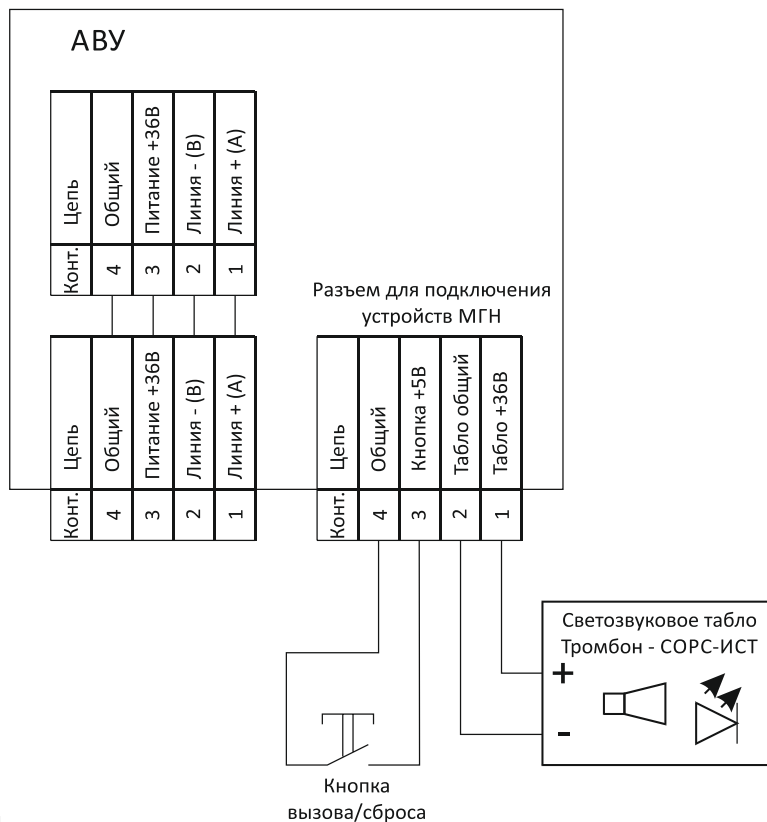 АВУ
Конт. Цепь
4 Общий
3 Питание +36В
2 Линия - (В)
1 Линия + (А)
Разъем для подключения
устройств МГН
Конт. Цепь
4 Общий
3 Питание +36В
2 Линия - (В)
1 Линия + (А)
Конт. Цепь
4 Общий
3 Кнопка +5В
2 Табло общий
1 Табло +36В
Светозвуковое табло
Тромбон - СОРС-ИСТ
+
-
Кнопка
вызова/сброса